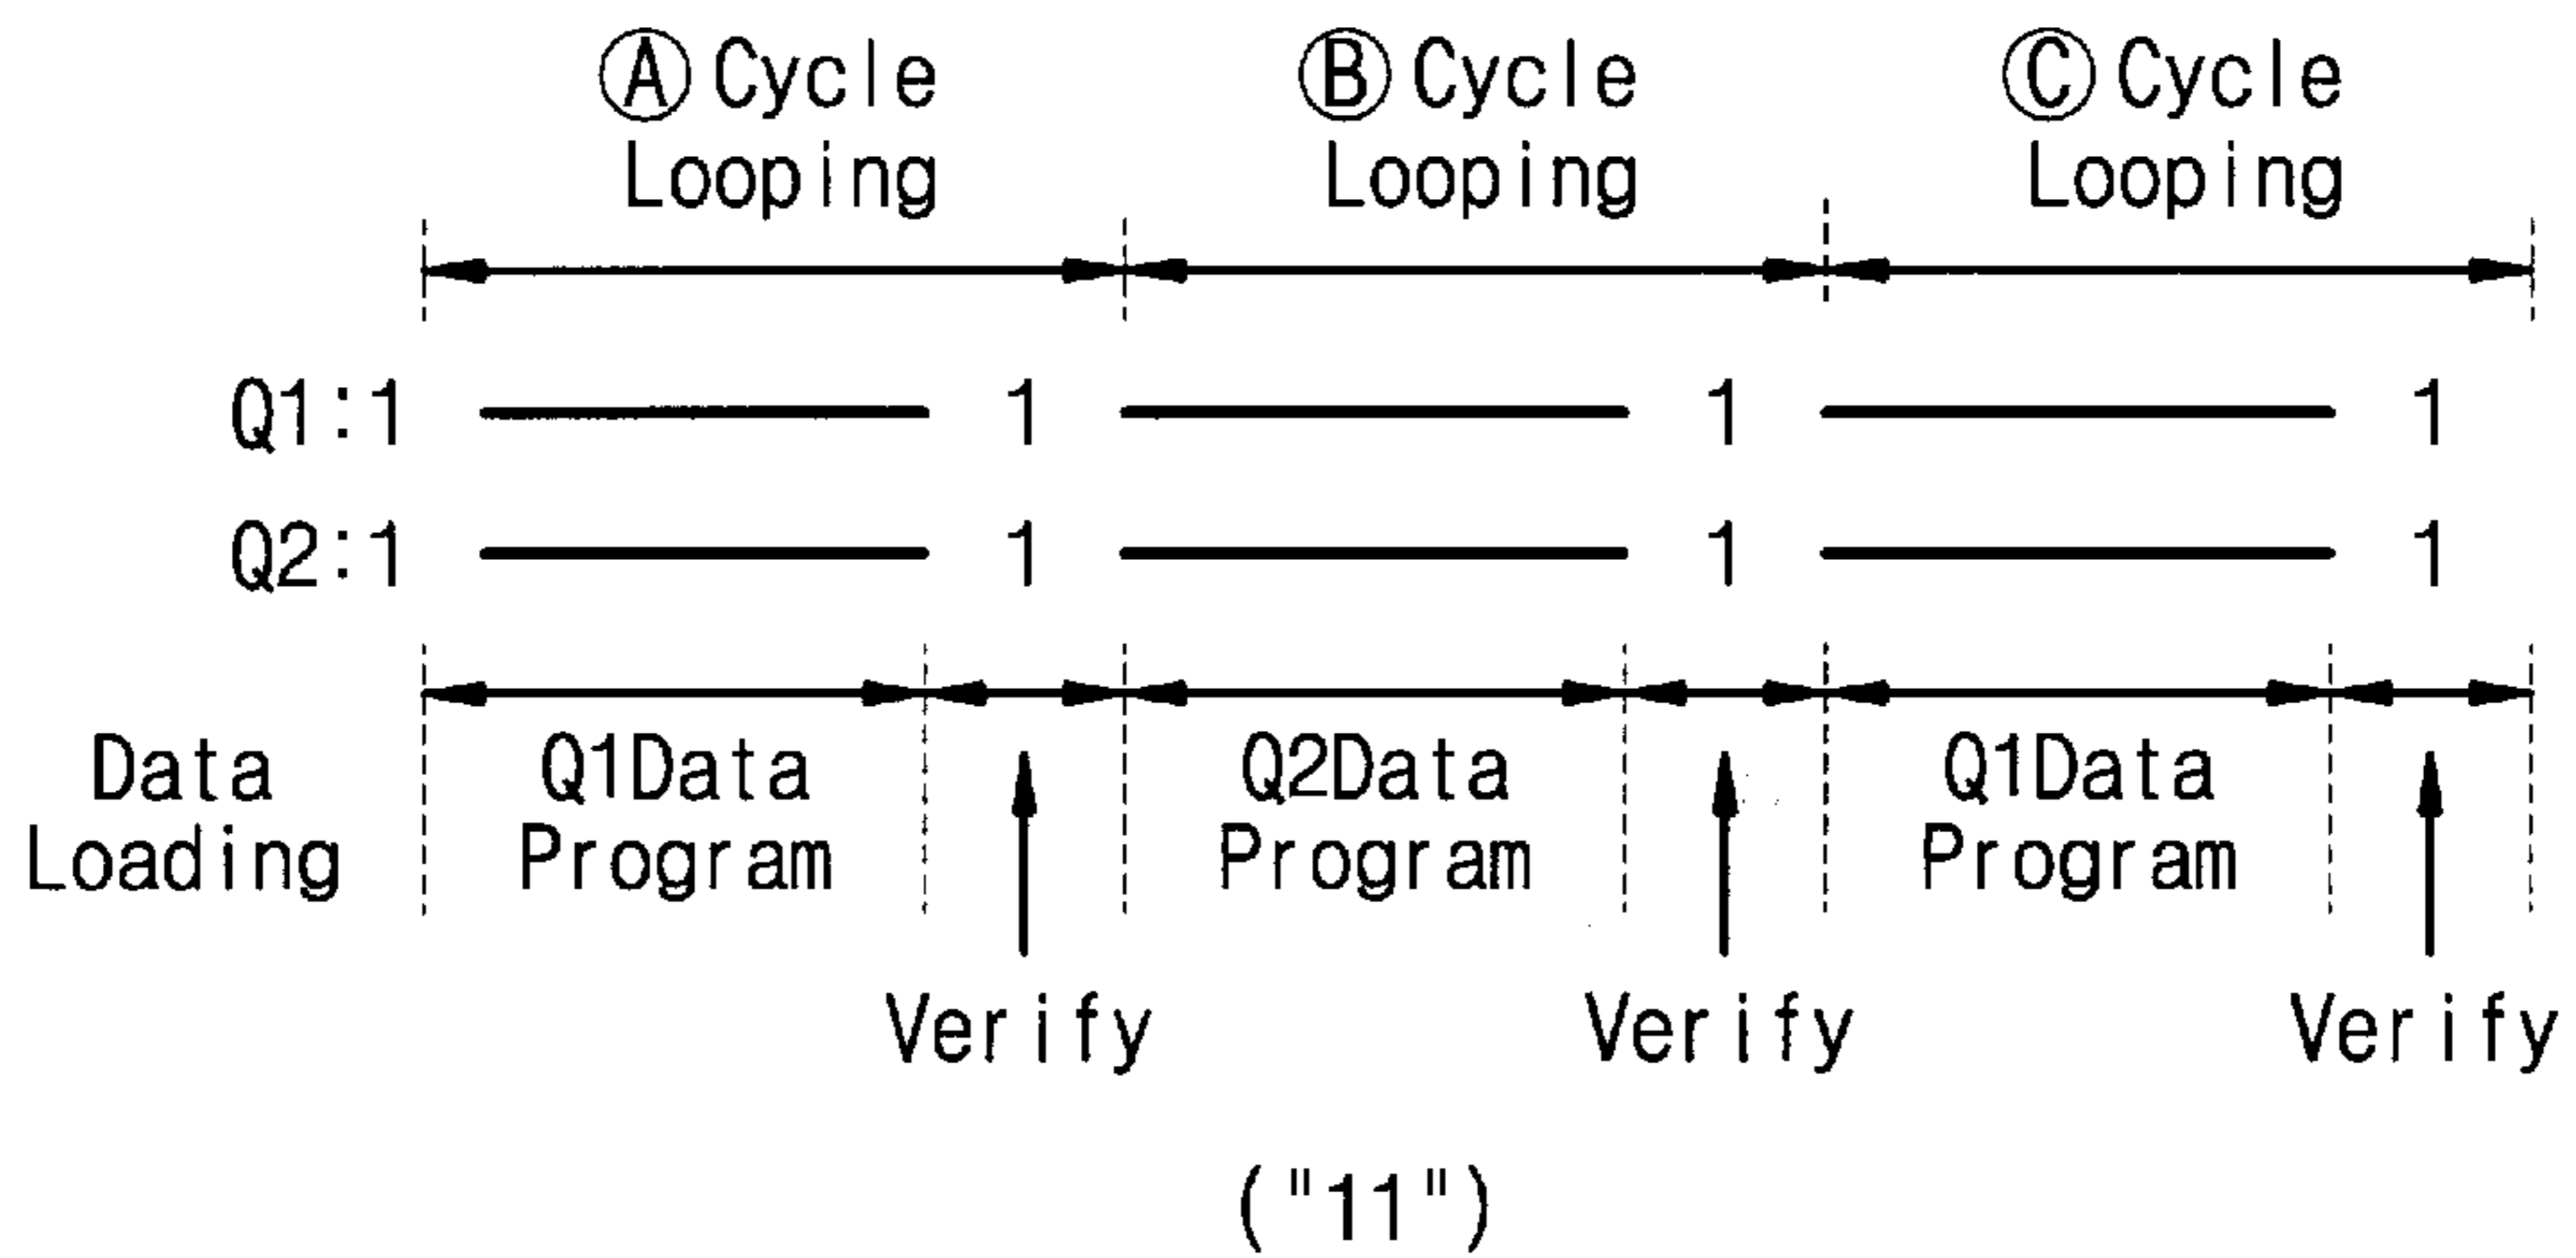 Ⓐ Cycle Looping
Ⓑ Cycle Looping
Ⓒ Cycle Looping
Q1:1 1 1 1
Q2:1 1 1 1
Data Loading
Q1Data Program
Q2Data Program
Q1Data Program
Verify Verify Verify
("11")